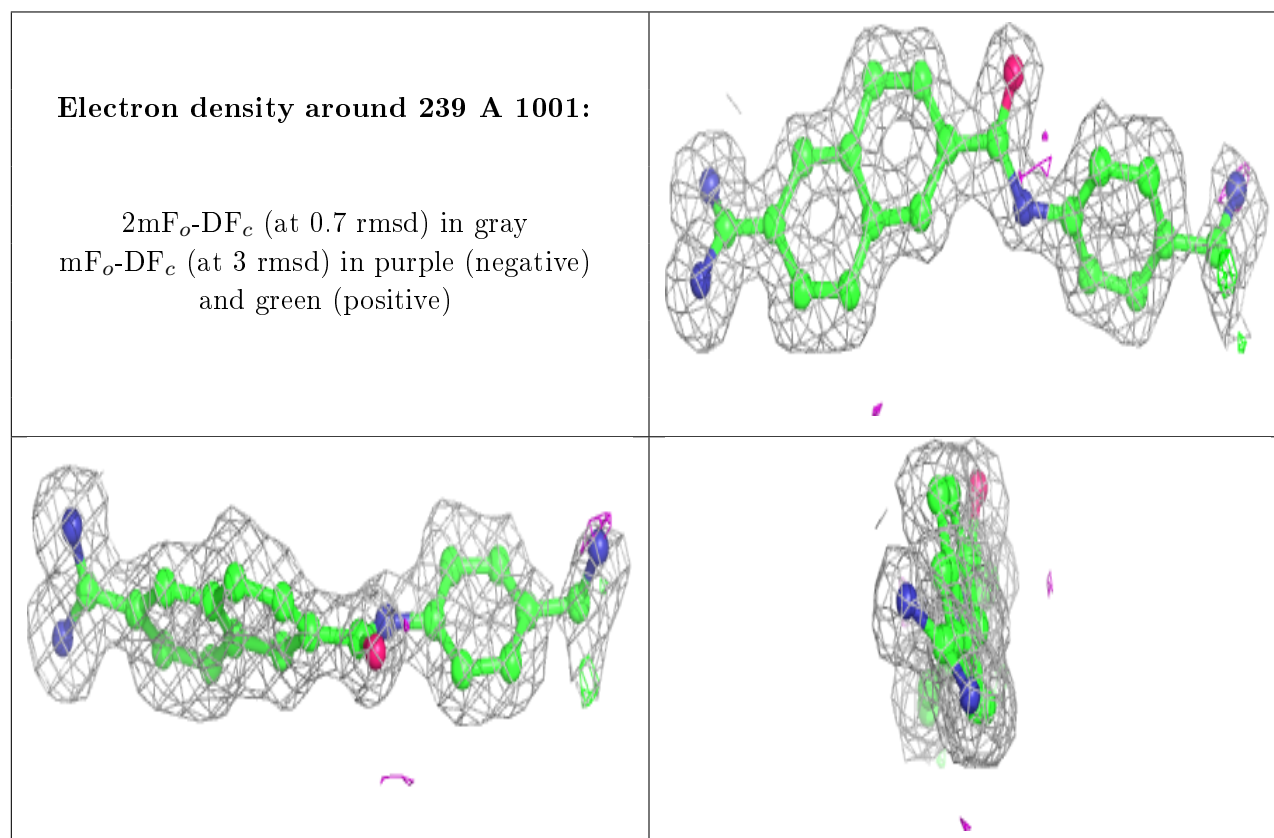 Electron density around 239 A 1001:
2mFₒ-DF𝒸 (at 0.7 rmsd) in gray
mFₒ-DF𝒸 (at 3 rmsd) in purple (negative)
and green (positive)